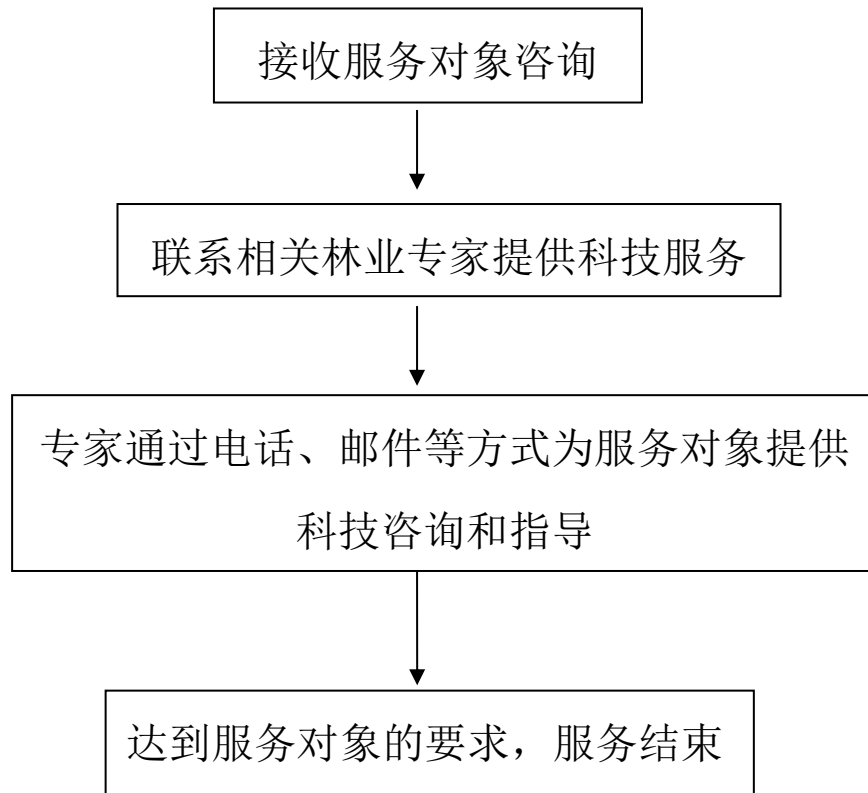 接收服务对象咨询
联系相关林业专家提供科技服务
专家通过电话、邮件等方式为服务对象提供
科技咨询和指导
达到服务对象的要求，服务结束